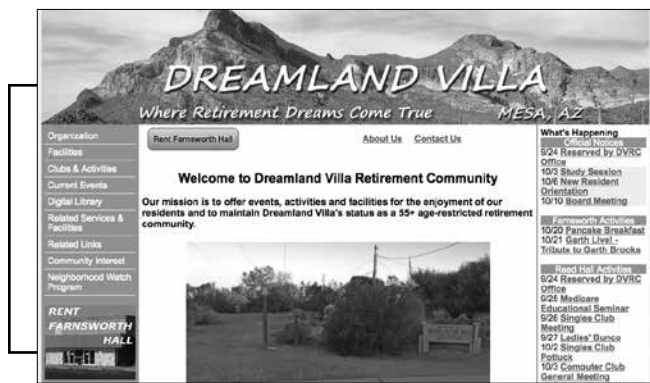 DREAMLAND VILLA
Where Retirement Dreams Come True
MESA, AZ
Organization
Facilities
Clubs & Activities
Current Events
Digital Library
Related Services &
Facilities
Related Links
Community Interest
Neighborhood Watch
Program
RENT
FARNSWORTH
HALL
Rent Farnsworth Hall
About Us
Contact Us
Welcome to Dreamland Villa Retirement Community
Our mission is to offer events, activities and facilities for the enjoyment of our
residents and to maintain Dreamland Villa's status as a 55+ age-restricted retirement
community.
What's Happening
Official Notices
9/24 Reserved by DVRC
Office
10/3 Study Session
10/6 New Resident
Orientation
10/10 Board Meeting
Farnsworth Activities
10/20 Pancake Breakfast
10/21 Garth Live! -
Tribute to Garth Brooks
Read Hall Activities
9/24 Reserved by DVRC
Office
9/25 Medicare
Educational Seminar
9/26 Singles Club
Meeting
9/27 Ladies' Bunco
10/2 Singles Club
Potluck
10/3 Computer Club
General Meeting